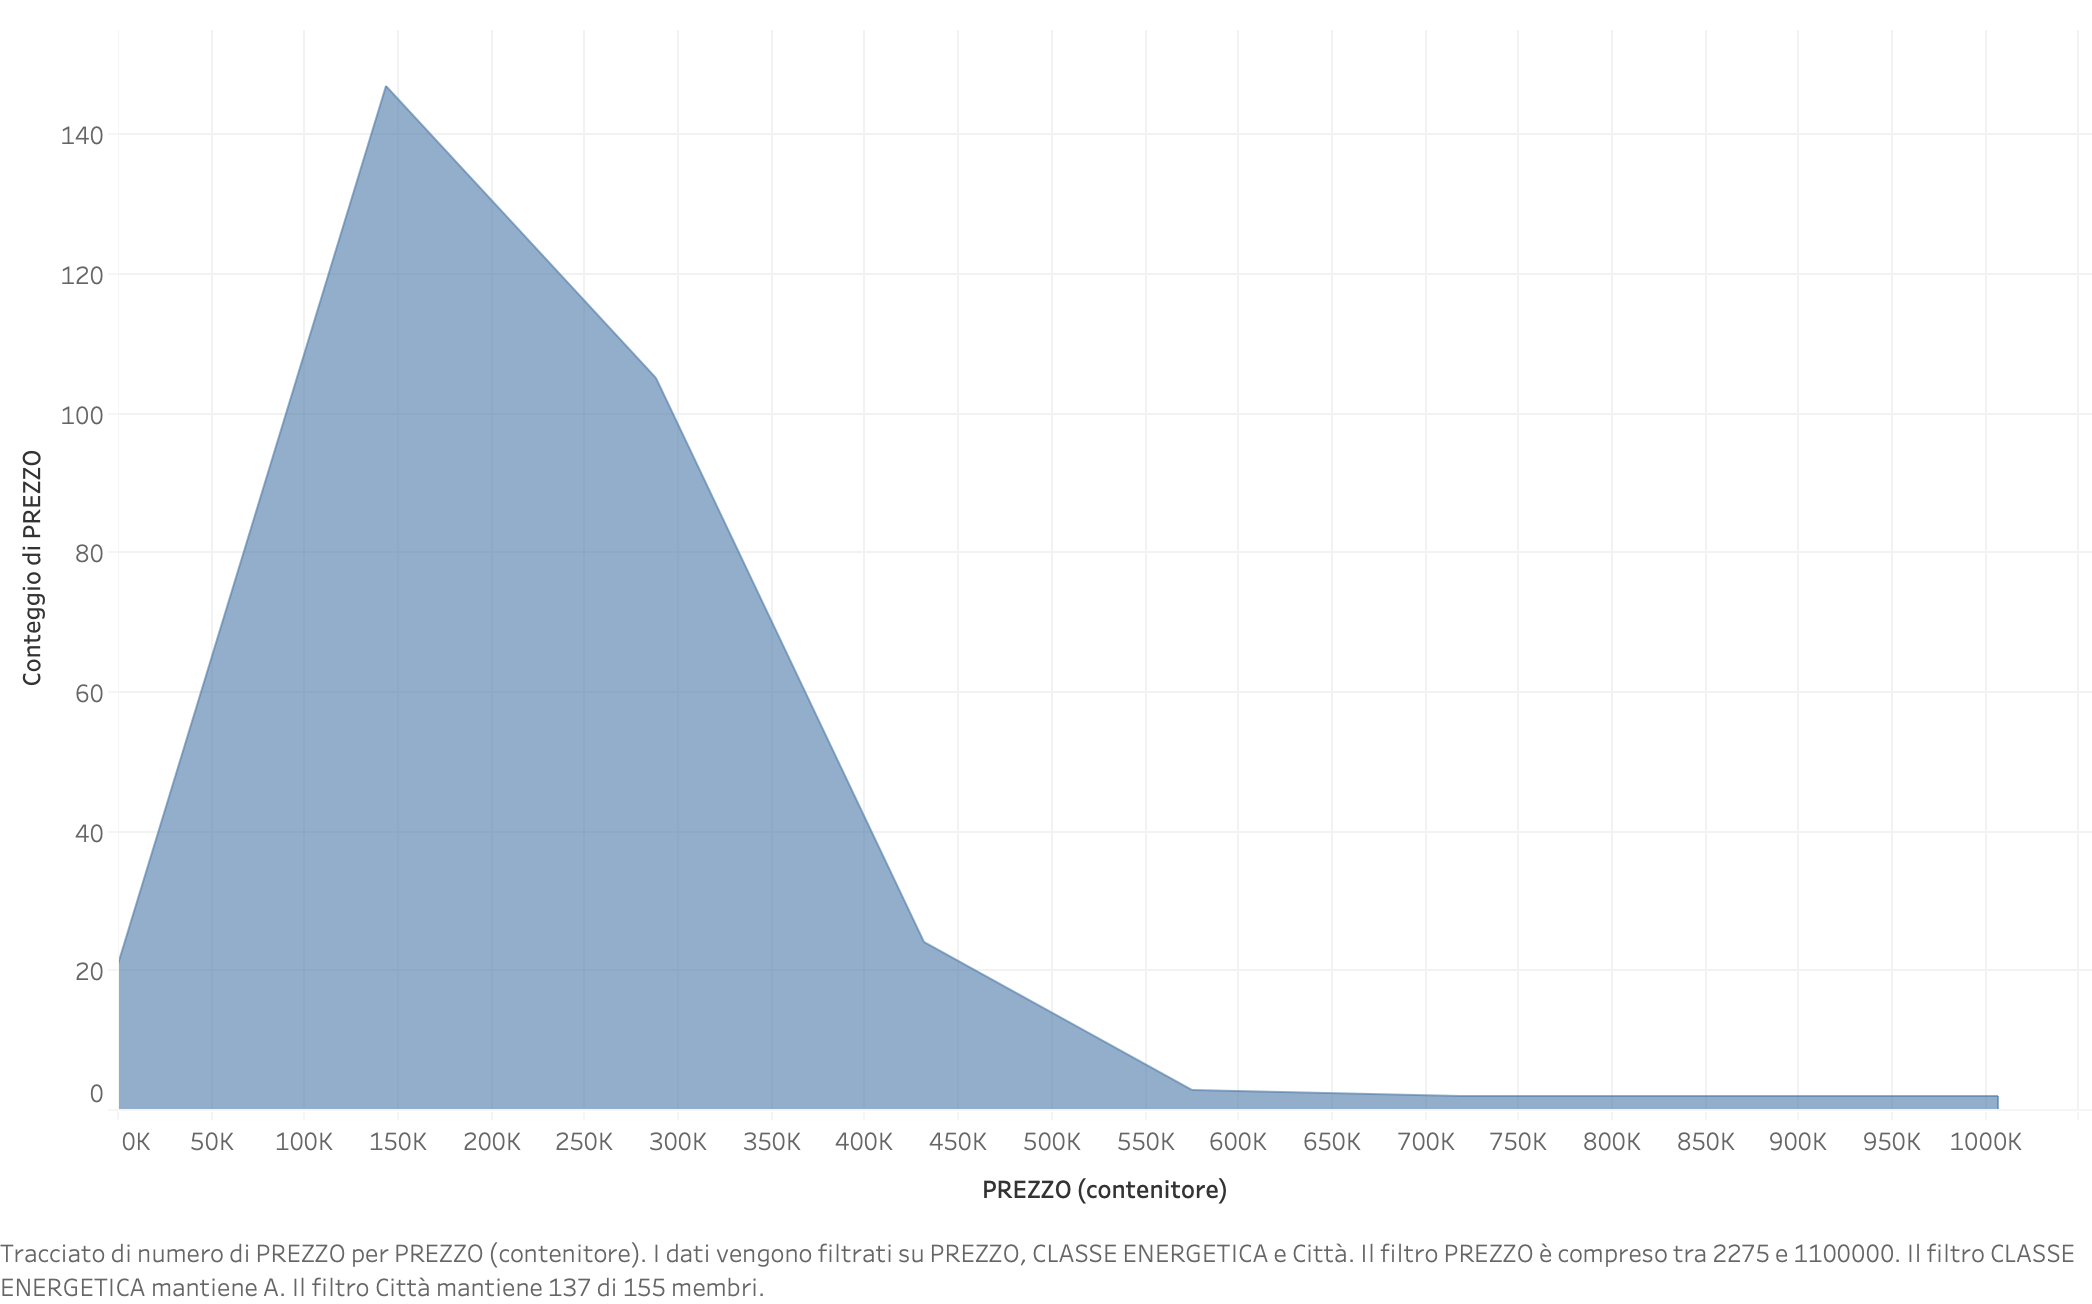 140
120
100
80
60
40
20
0
Conteggio di PREZZO
0K 50K 100K 150K 200K 250K 300K 350K 400K 450K 500K 550K 600K 650K 700K 750K 800K 850K 900K 950K 1000K
PREZZO (contenitore)
Tracciato di numero di PREZZO per PREZZO (contenitore). I dati vengono filtrati su PREZZO, CLASSE ENERGETICA e Città. Il filtro PREZZO è compreso tra 2275 e 1100000. Il filtro CLASSE
ENERGETICA mantiene A. Il filtro Città mantiene 137 di 155 membri.